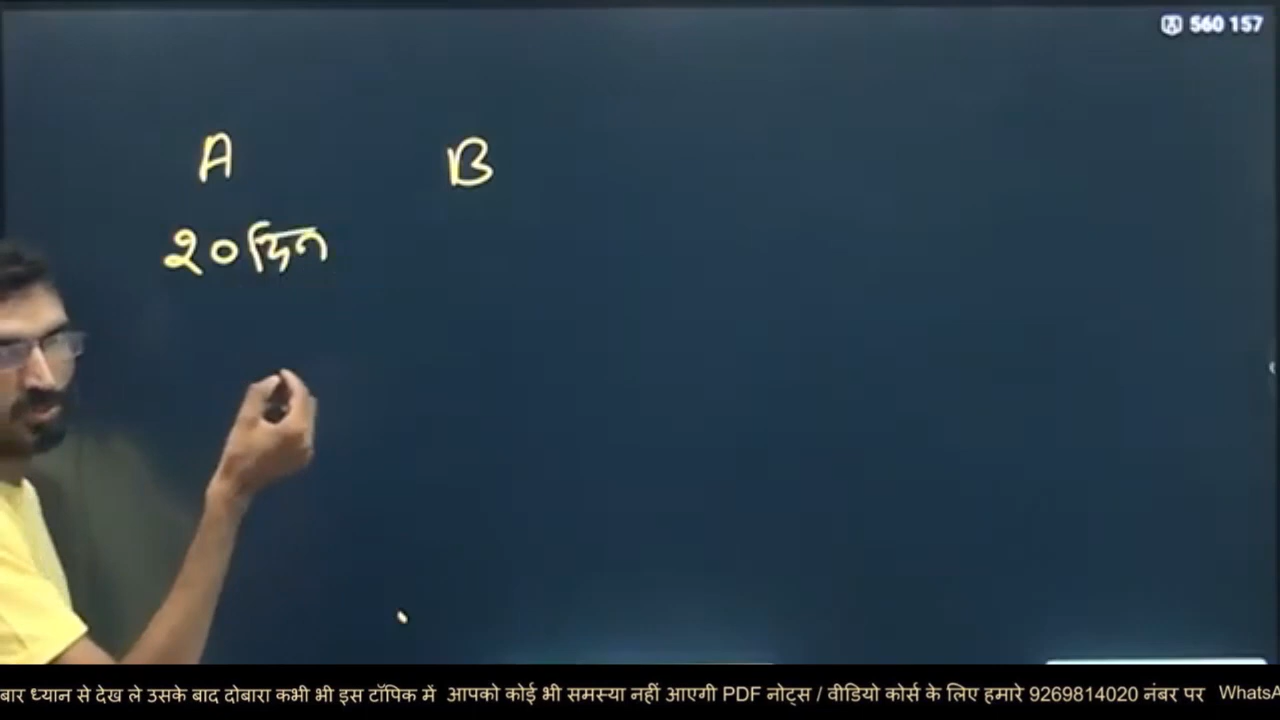 560 157
A B
२० दिन
बार ध्यान से देख ले उसके बाद दोबारा कभी भी इस टॉपिक में आपको कोई भी समस्या नहीं आएगी PDF नोट्स / वीडियो कोर्स के लिए हमारे 9269814020 नंबर पर WhatsA